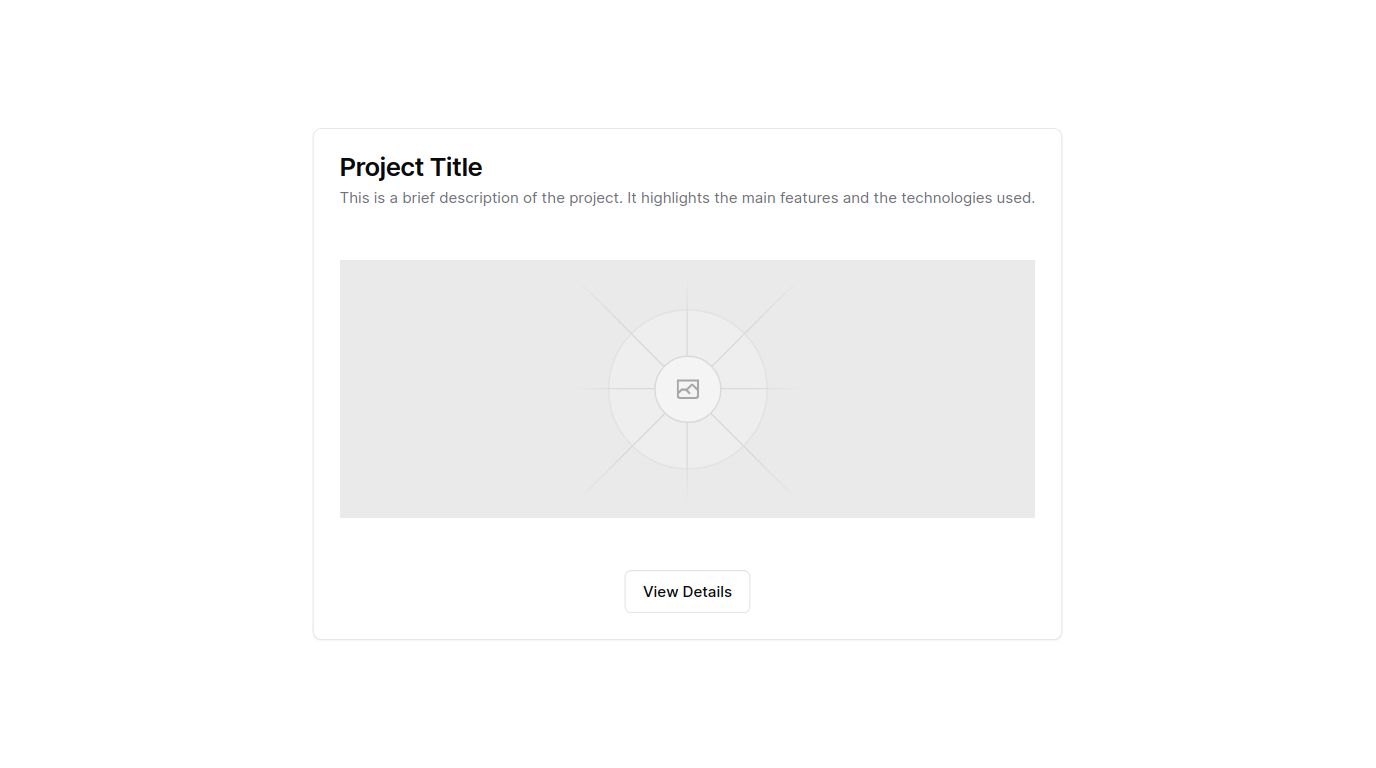 Project Title
This is a brief description of the project. It highlights the main features and the technologies used.
View Details